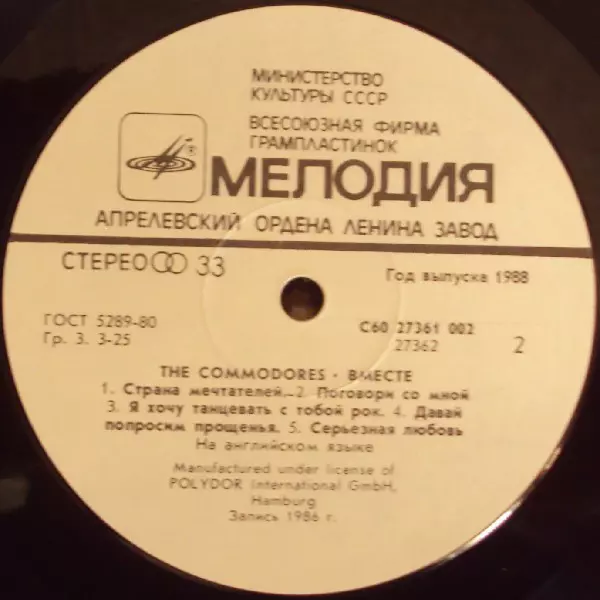 МИНИСТЕРСТВО
КУЛЬТУРЫ СССР
ВСЕСОЮЗНАЯ ФИРМА
ГРАМПЛАСТИНОК
®
МЕЛОДИЯ
АПРЕЛЕВСКИЙ ОРДЕНА ЛЕНИНА ЗАВОД
СТЕРЕО 33
Год выпуска 1988
ГОСТ 5289-80
Гр. 3. 3-25
С60 27361 002
27362
2
THE COMMODORES · ВМЕСТЕ
1. Страна мечтателей. 2. Поговори со мной
3. Я хочу танцевать с тобой рок. 4. Давай
попросим прощенья. 5. Серьезная любовь
На английском языке
Manufactured under license of
POLYDOR International GmbH,
Hamburg
Запись 1986 г.